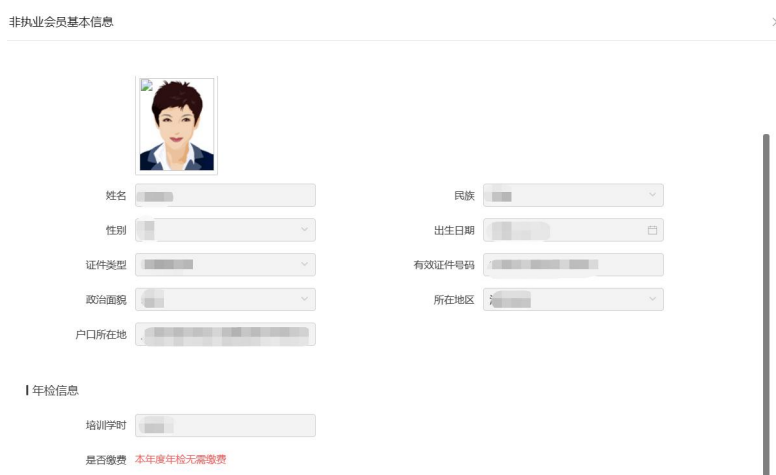 非执业会员基本信息
姓名
民族
性别
出生日期
证件类型
有效证件号码
政治面貌
所在地区
户口所在地
年检信息
培训学时
是否缴费 本年度年检无需缴费